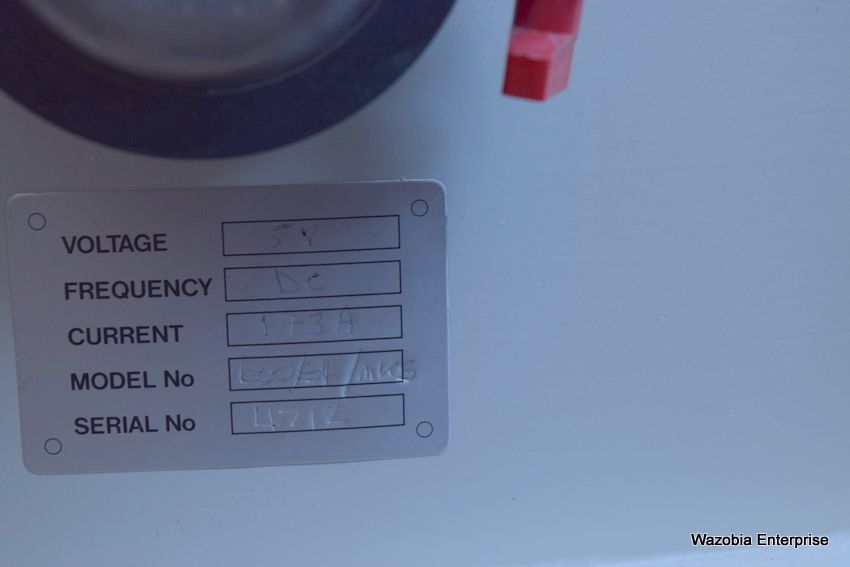 VOLTAGE 5V
FREQUENCY DC
CURRENT
MODEL No
SERIAL No 4712
Wazobia Enterprise